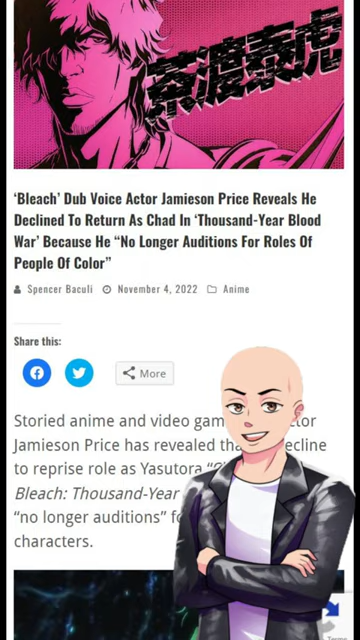 茶渡泰虎
‘Bleach’ Dub Voice Actor Jamieson Price Reveals He
Declined To Return As Chad In ‘Thousand-Year Blood
War’ Because He “No Longer Auditions For Roles Of
People Of Color”
Spencer Baculi November 4, 2022 Anime
Share this:
More
Storied anime and video gam
Jamieson Price has revealed tha ecline
to reprise role as Yasutora
Bleach: Thousand-Year
“no longer auditions” fo
characters.
Terms